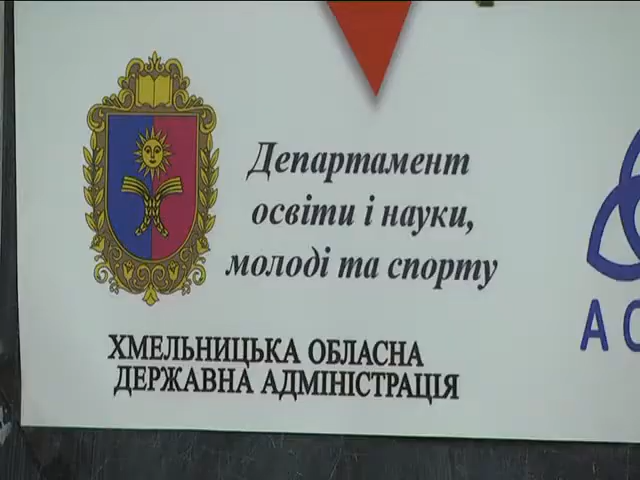 Департамент
освіти і науки,
молоді та спорту
ХМЕЛЬНИЦЬКА ОБЛАСНА
ДЕРЖАВНА АДМІНІСТРАЦІЯ